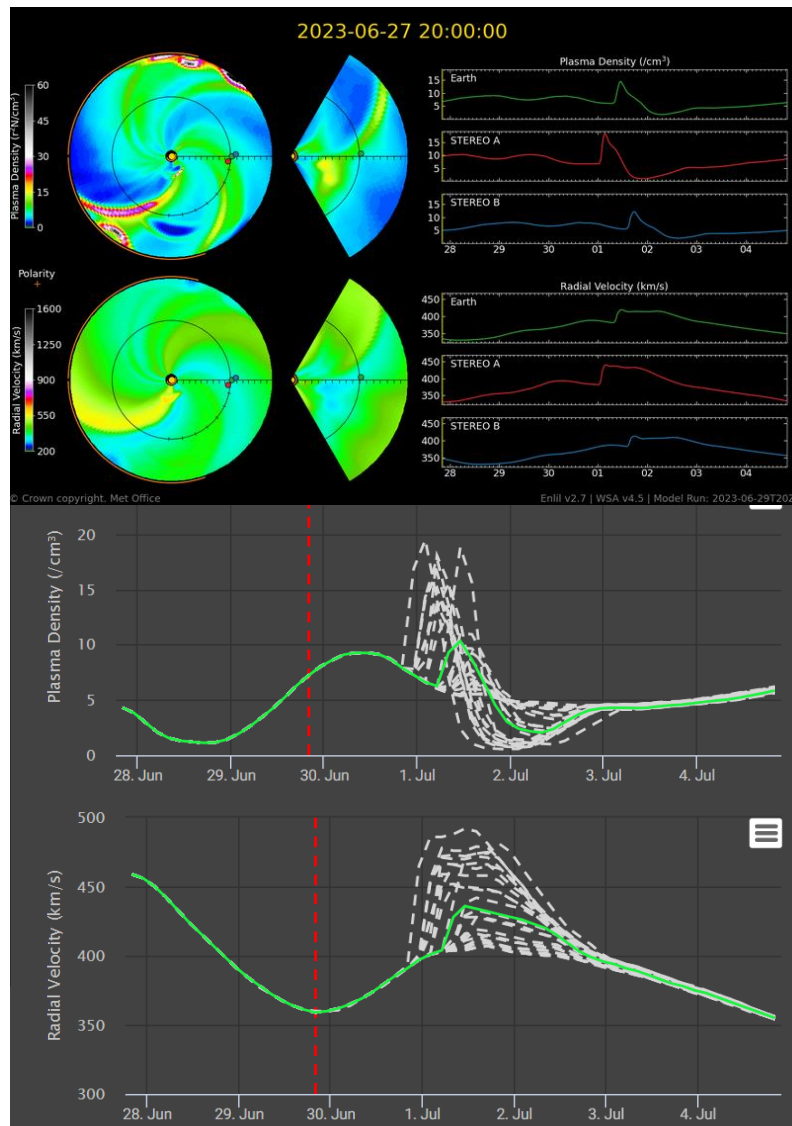 2023-06-27 20:00:00
Plasma Density (r²N/cm³)
60
45
30
15
0
Plasma Density (/cm³)
Earth
15
10
5
STEREO A
15
10
5
STEREO B
15
10
5
28 29 30 01 02 03 04
Polarity
+
Radial Velocity (km/s)
1600
1250
900
550
200
Radial Velocity (km/s)
Earth
450
400
350
STEREO A
450
400
350
STEREO B
450
400
350
28 29 30 01 02 03 04
© Crown copyright. Met Office
Enlil v2.7 | WSA v4.5 | Model Run: 2023-06-29T20
Plasma Density (/cm³)
20
15
10
5
0
28. Jun 29. Jun 30. Jun 1. Jul 2. Jul 3. Jul 4. Jul
Radial Velocity (km/s)
500
450
400
350
300
28. Jun 29. Jun 30. Jun 1. Jul 2. Jul 3. Jul 4. Jul